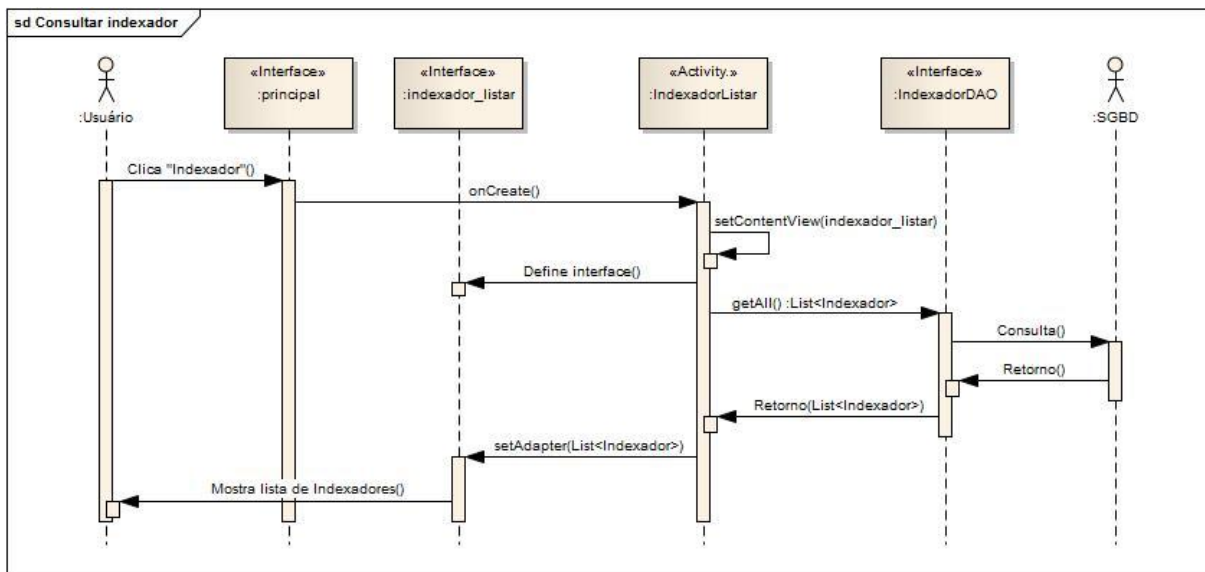 sd Consultar indexador
:Usuário
«Interface»
:principal
«Interface»
:indexador_listar
«Activity.»
:IndexadorListar
«Interface»
:IndexadorDAO
:SGBD
Clica "Indexador"()
onCreate()
setContentView(indexador_listar)
Define interface()
getAll() :List<Indexador>
Consulta()
Retorno()
Retorno(List<Indexador>)
setAdapter(List<Indexador>)
Mostra lista de Indexadores()